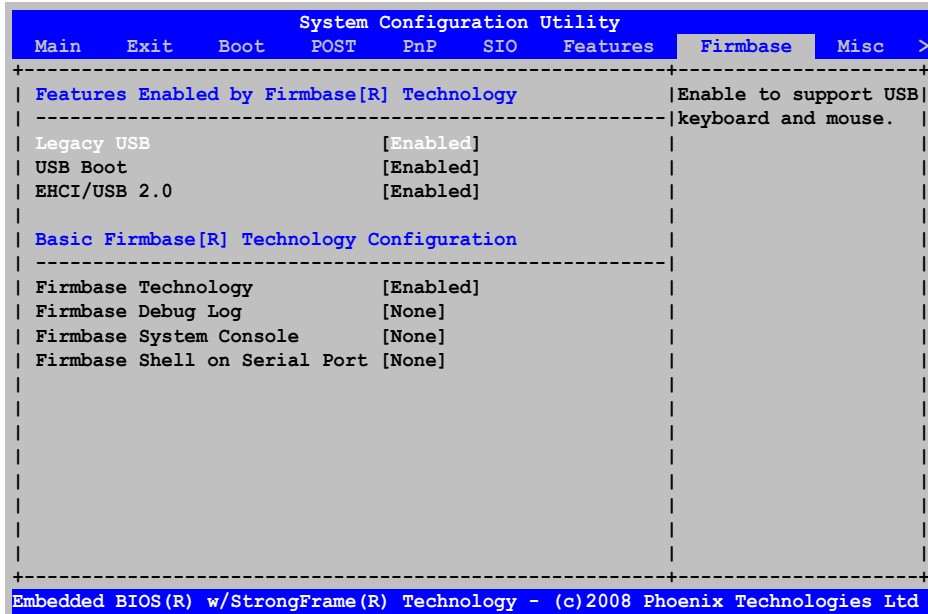 System Configuration Utility
Main Exit Boot POST PnP SIO Features Firmbase Misc >
Features Enabled by Firmbase[R] Technology
Enable to support USB
keyboard and mouse.
Legacy USB [Enabled]
USB Boot [Enabled]
EHCI/USB 2.0 [Enabled]
Basic Firmbase[R] Technology Configuration
Firmbase Technology [Enabled]
Firmbase Debug Log [None]
Firmbase System Console [None]
Firmbase Shell on Serial Port [None]
Embedded BIOS(R) w/StrongFrame(R) Technology - (c)2008 Phoenix Technologies Ltd